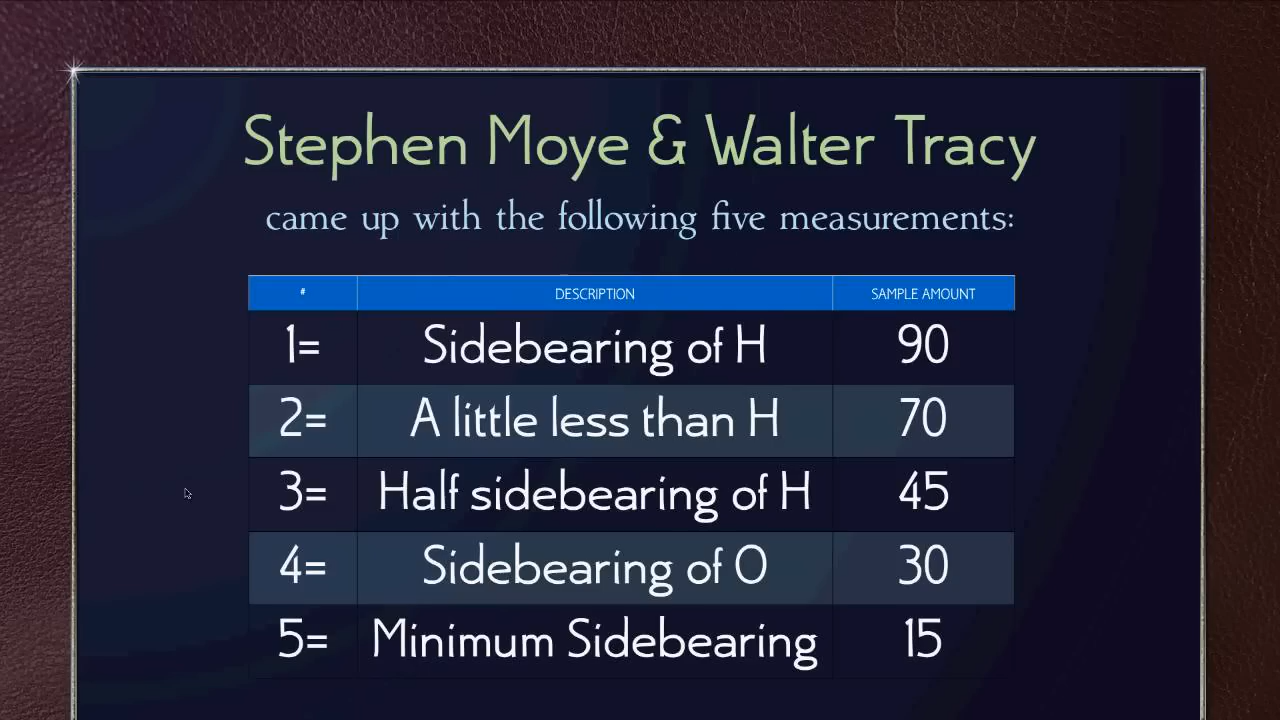 Stephen Moye & Walter Tracy
came up with the following five measurements:
# DESCRIPTION SAMPLE AMOUNT
1= Sidebearing of H 90
2= A little less than H 70
3= Half sidebearing of H 45
4= Sidebearing of O 30
5= Minimum Sidebearing 15